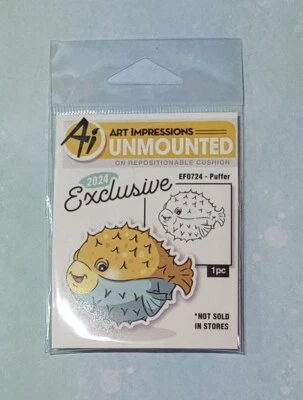 Ai
ART IMPRESSIONS
UNMOUNTED
ON REPOSITIONABLE CUSHION
2024
Exclusive
EF0724 - Puffer
1pc
*NOT SOLD
IN STORES